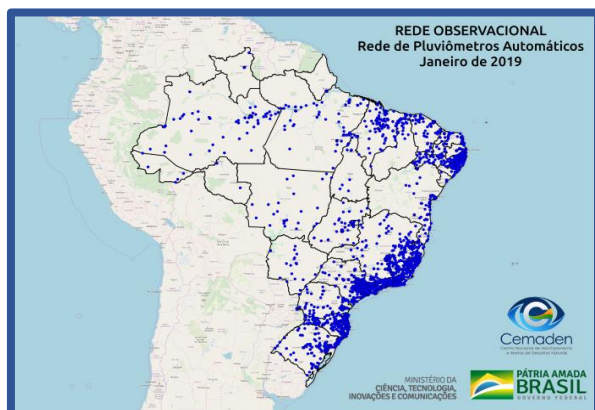 REDE OBSERVACIONAL
Rede de Pluviômetros Automáticos
Janeiro de 2019
Cemaden
MINISTÉRIO DA
CIÊNCIA, TECNOLOGIA,
INOVAÇÕES E COMUNICAÇÕES
PÁTRIA AMADA
BRASIL
GOVERNO FEDERAL